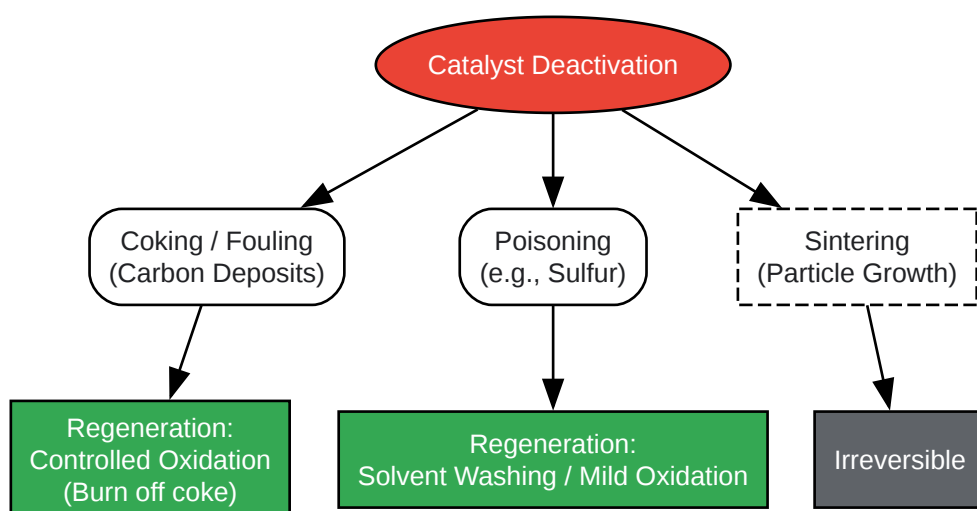 Catalyst Deactivation
Coking / Fouling
(Carbon Deposits)
Poisoning
(e.g., Sulfur)
Sintering
(Particle Growth)
Regeneration:
Controlled Oxidation
(Burn off coke)
Regeneration:
Solvent Washing / Mild Oxidation
Irreversible